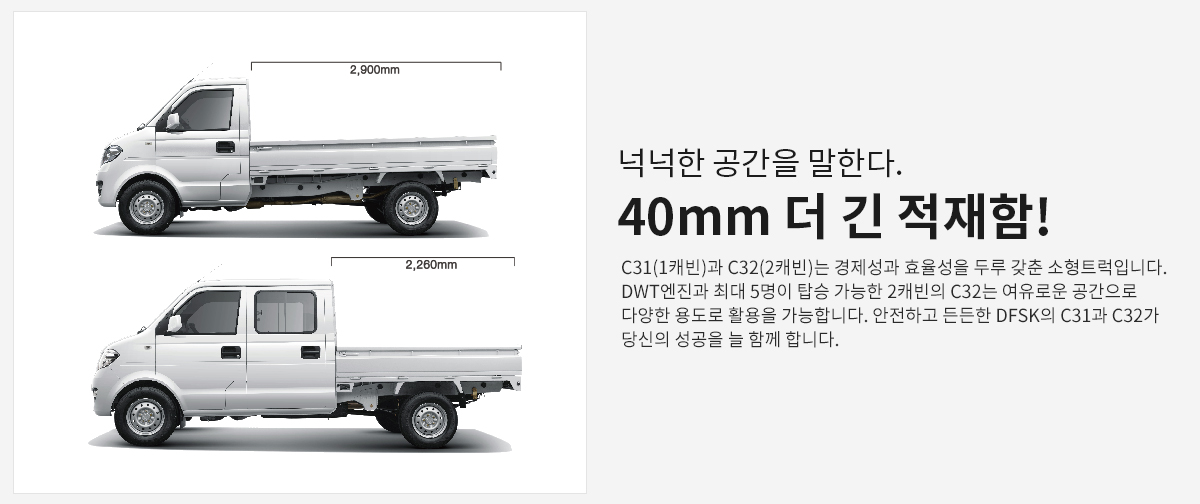 2,900mm
2,260mm
넉넉한 공간을 말한다.
40mm 더 긴 적재함!
C31(1캐빈)과 C32(2캐빈)는 경제성과 효율성을 두루 갖춘 소형트럭입니다.
DWT엔진과 최대 5명이 탑승 가능한 2캐빈의 C32는 여유로운 공간으로
다양한 용도로 활용을 가능합니다. 안전하고 든든한 DFSK의 C31과 C32가
당신의 성공을 늘 함께 합니다.